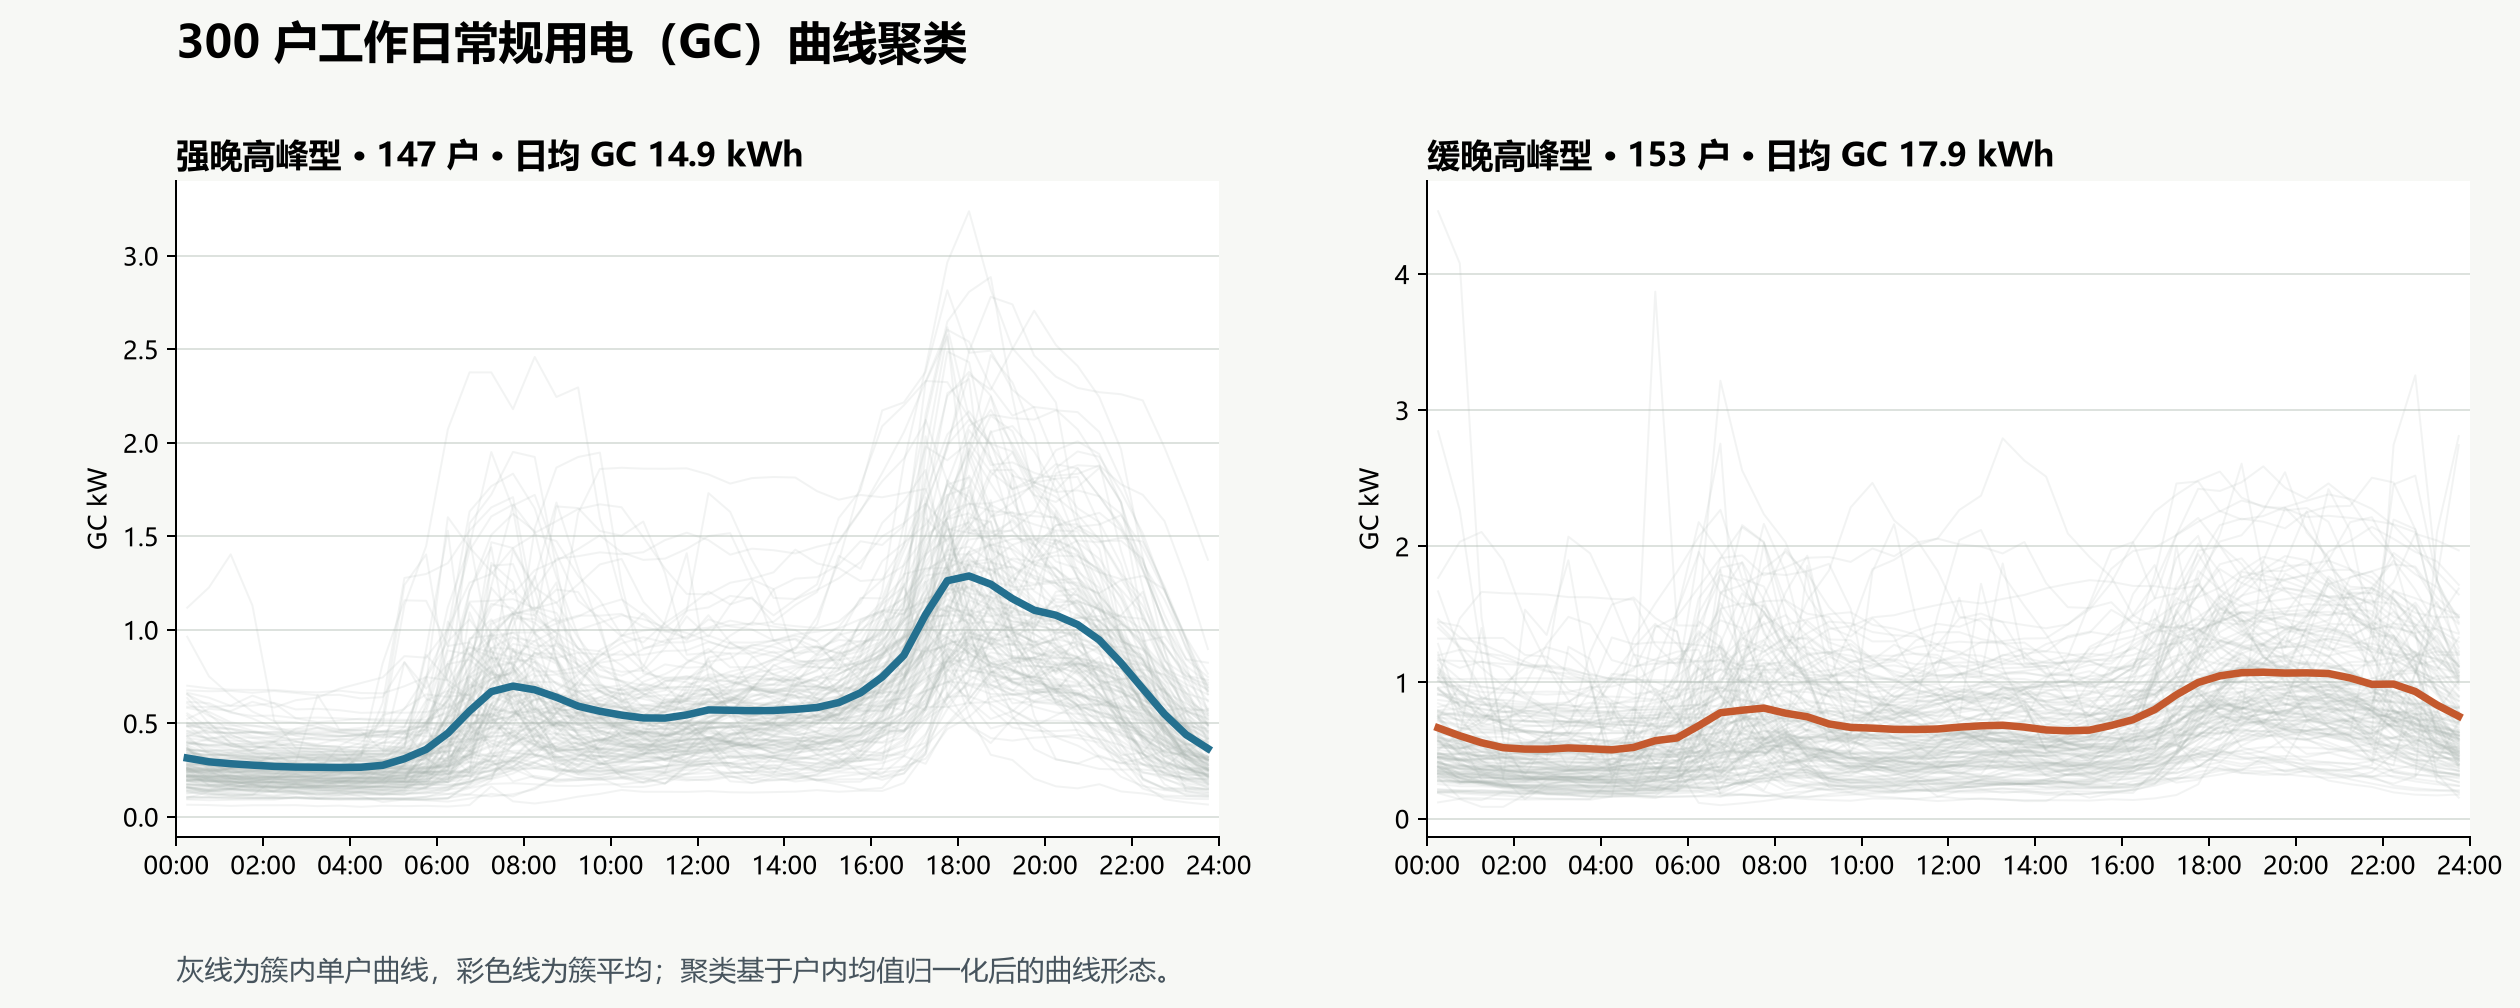 300 户工作日常规用电（GC）曲线聚类
强晚高峰型 • 147 户 • 日均 GC 14.9 kWh
GC kW
3.0
2.5
2.0
1.5
1.0
0.5
0.0
00:00 02:00 04:00 06:00 08:00 10:00 12:00 14:00 16:00 18:00 20:00 22:00 24:00
缓晚高峰型 • 153 户 • 日均 GC 17.9 kWh
GC kW
4
3
2
1
0
00:00 02:00 04:00 06:00 08:00 10:00 12:00 14:00 16:00 18:00 20:00 22:00 24:00
灰线为簇内单户曲线，彩色线为簇平均；聚类基于户内均值归一化后的曲线形态。